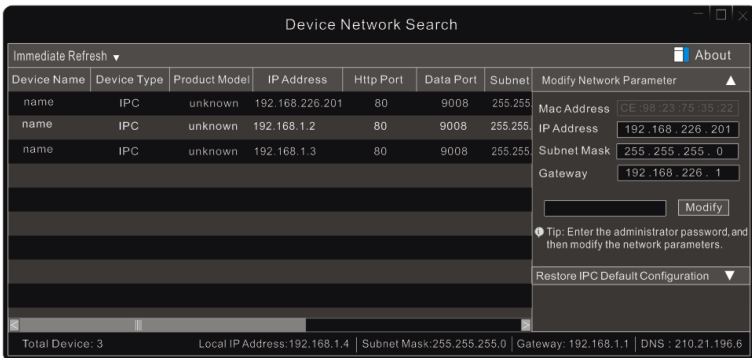 Device Network Search
Immediate Refresh
About
Device Name Device Type Product Model IP Address Http Port Data Port Subnet
name IPC unknown 192.168.226.201 80 9008 255.255
name IPC unknown 192.168.1.2 80 9008 255.255.
name IPC unknown 192.168.1.3 80 9008 255.255.
Modify Network Parameter
Mac Address CE :98 :23 :75 :35 :22
IP Address 192 .168 . 226 . 201
Subnet Mask 255 . 255 . 255 . 0
Gateway 192 .168 . 226 . 1
Modify
Tip: Enter the administrator password,and
then modify the network parameters.
Restore IPC Default Configuration
Total Device: 3 Local IP Address:192.168.1.4 Subnet Mask:255.255.255.0 Gateway: 192.168.1.1 DNS : 210.21.196.6